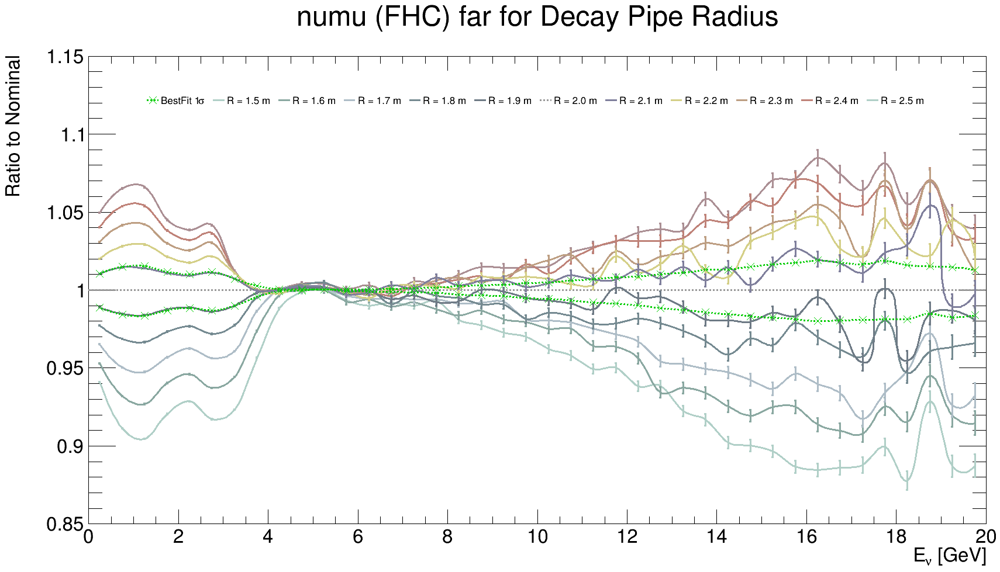 numu (FHC) far for Decay Pipe Radius
Ratio to Nominal
BestFit 1σ R = 1.5 m R = 1.6 m R = 1.7 m R = 1.8 m R = 1.9 m R = 2.0 m R = 2.1 m R = 2.2 m R = 2.3 m R = 2.4 m R = 2.5 m
1.15
1.1
1.05
1
0.95
0.9
0.85
0 2 4 6 8 10 12 14 16 18 20
Eν [GeV]